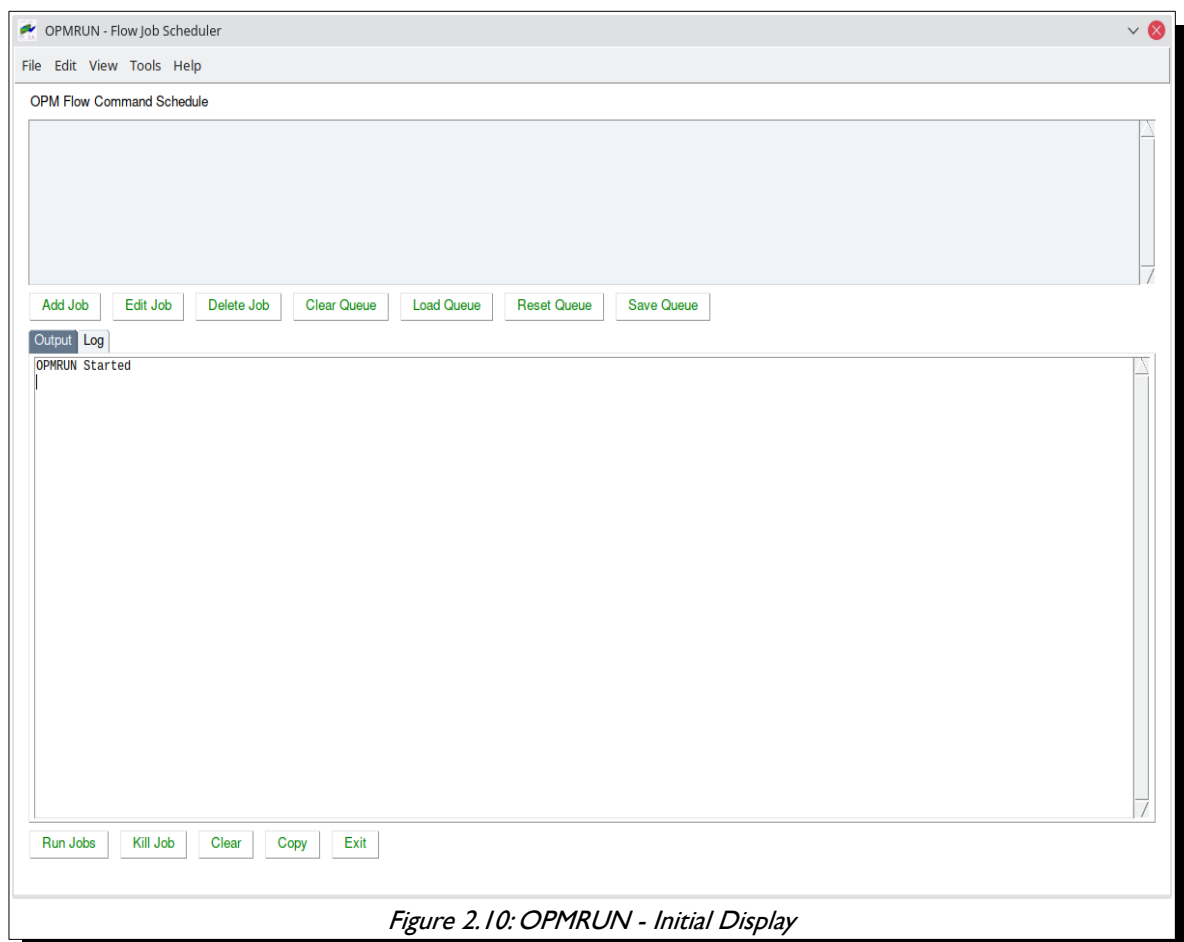 OPMRUN - Flow Job Scheduler
File Edit View Tools Help
OPM Flow Command Schedule
Add Job Edit Job Delete Job Clear Queue Load Queue Reset Queue Save Queue
Output Log
OPMRUN Started
Run Jobs Kill Job Clear Copy Exit
Figure 2.10: OPMRUN - Initial Display